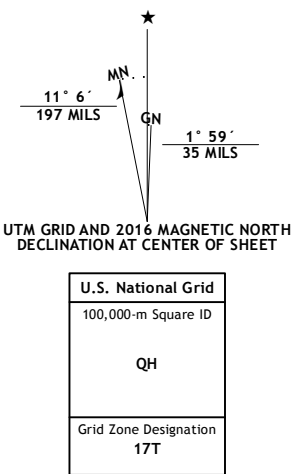 ★
MN
11° 6´
197 MILS
GN
1° 59´
35 MILS
UTM GRID AND 2016 MAGNETIC NORTH
DECLINATION AT CENTER OF SHEET
U.S. National Grid
100,000-m Square ID
QH
Grid Zone Designation
17T